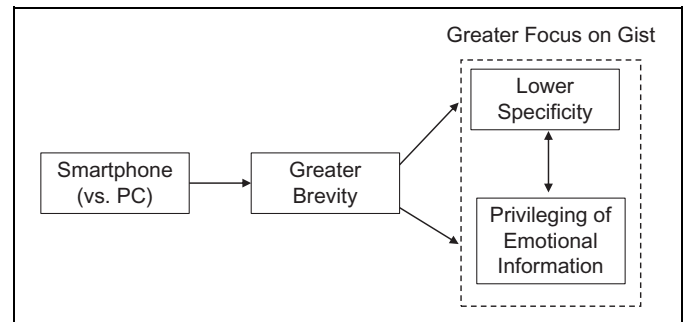 Greater Focus on Gist
Lower
Specificity
Smartphone
(vs. PC)
Greater
Brevity
Privileging of
Emotional
Information